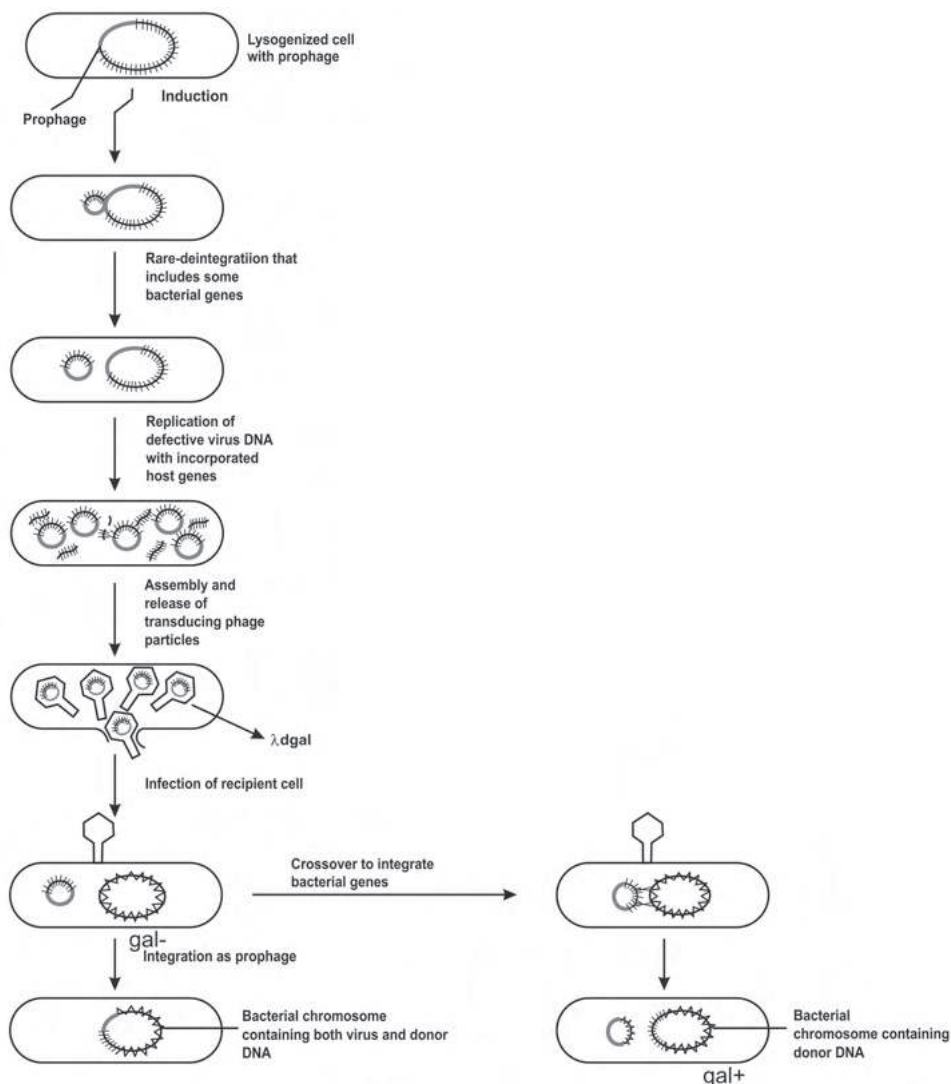 Lysogenized cell
with prophage
Prophage
Induction
Rare-deintegratiion that
includes some
bacterial genes
Replication of
defective virus DNA
with incorporated
host genes
Assembly and
release of
transducing phage
particles
λdgal
Infection of recipient cell
Crossover to integrate
bacterial genes
gal-
Integration as prophage
Bacterial chromosome
containing both virus and donor
DNA
Bacterial
chromosome containing
donor DNA
gal+